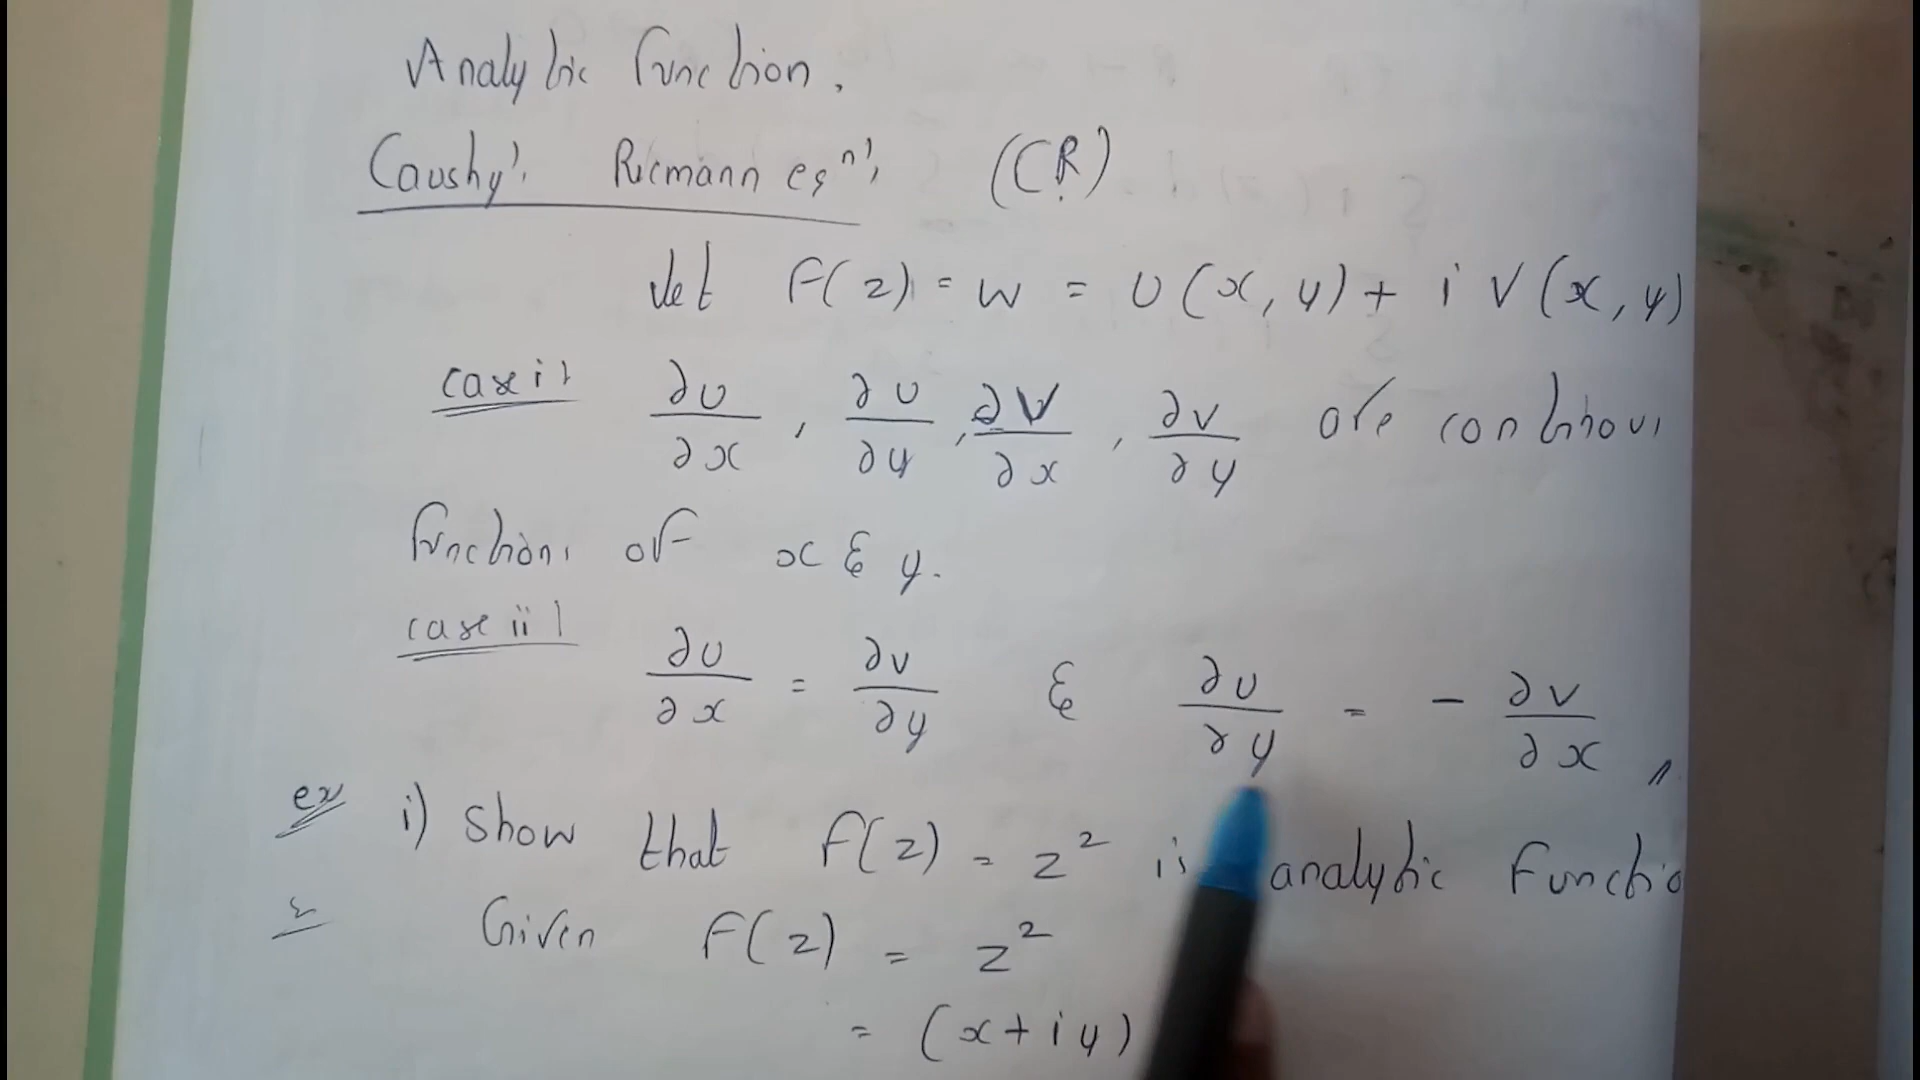 Analytic function.
Caushy's Riemann eqⁿ's (CR)
Let F(z) = w = U(x, y) + i V(x, y)
case i) ∂U/∂x , ∂U/∂y , ∂V/∂x , ∂v/∂y are continous
functions of x & y.
case ii) ∂U/∂x = ∂v/∂y & ∂U/∂y = - ∂v/∂x //
ex i) Show that F(z) = z² is analytic Functio
Given F(z) = z²
= (x+iy)